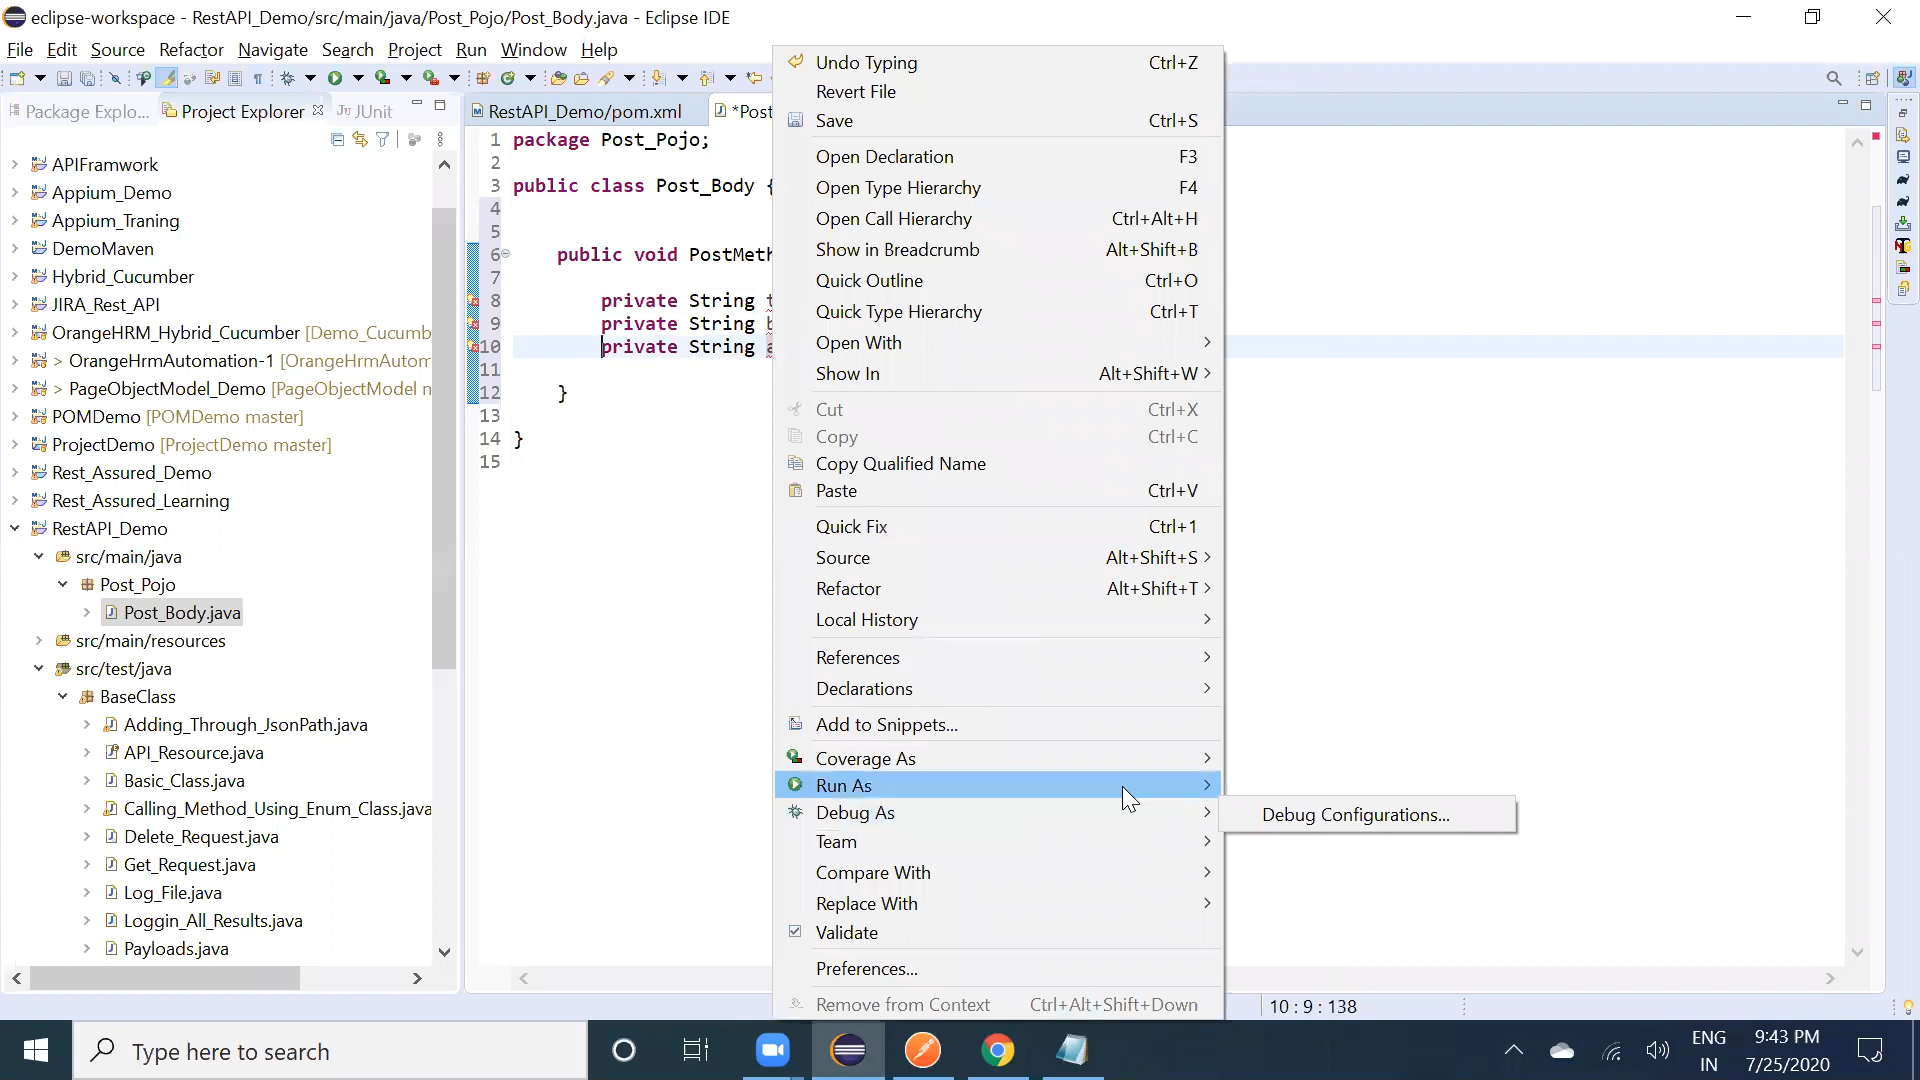 eclipse-workspace - RestAPI_Demo/src/main/java/Post_Pojo/Post_Body.java - Eclipse IDE
File Edit Source Refactor Navigate Search Project Run Window Help
Package Explo... Project Explorer JUnit
RestAPI_Demo/pom.xml *Post
APIFramwork
Appium_Demo
Appium_Traning
DemoMaven
Hybrid_Cucumber
JIRA_Rest_API
OrangeHRM_Hybrid_Cucumber [Demo_Cucumb
> OrangeHrmAutomation-1 [OrangeHrmAutom
> PageObjectModel_Demo [PageObjectModel m
POMDemo [POMDemo master]
ProjectDemo [ProjectDemo master]
Rest_Assured_Demo
Rest_Assured_Learning
RestAPI_Demo
src/main/java
Post_Pojo
Post_Body.java
src/main/resources
src/test/java
BaseClass
Adding_Through_JsonPath.java
API_Resource.java
Basic_Class.java
Calling_Method_Using_Enum_Class.java
Delete_Request.java
Get_Request.java
Log_File.java
Loggin_All_Results.java
Payloads.java
1 package Post_Pojo;
2
3 public class Post_Body {
4
5
6 public void PostMeth
7
8 private String t
9 private String b
10 private String a
11
12 }
13
14 }
15
Undo Typing Ctrl+Z
Revert File
Save Ctrl+S
Open Declaration F3
Open Type Hierarchy F4
Open Call Hierarchy Ctrl+Alt+H
Show in Breadcrumb Alt+Shift+B
Quick Outline Ctrl+O
Quick Type Hierarchy Ctrl+T
Open With
Show In Alt+Shift+W
Cut Ctrl+X
Copy Ctrl+C
Copy Qualified Name
Paste Ctrl+V
Quick Fix Ctrl+1
Source Alt+Shift+S
Refactor Alt+Shift+T
Local History
References
Declarations
Add to Snippets...
Coverage As
Run As
Debug As
Team
Compare With
Replace With
Validate
Preferences...
Remove from Context Ctrl+Alt+Shift+Down
Debug Configurations...
10 : 9 : 138
Type here to search
ENG
IN
9:43 PM
7/25/2020